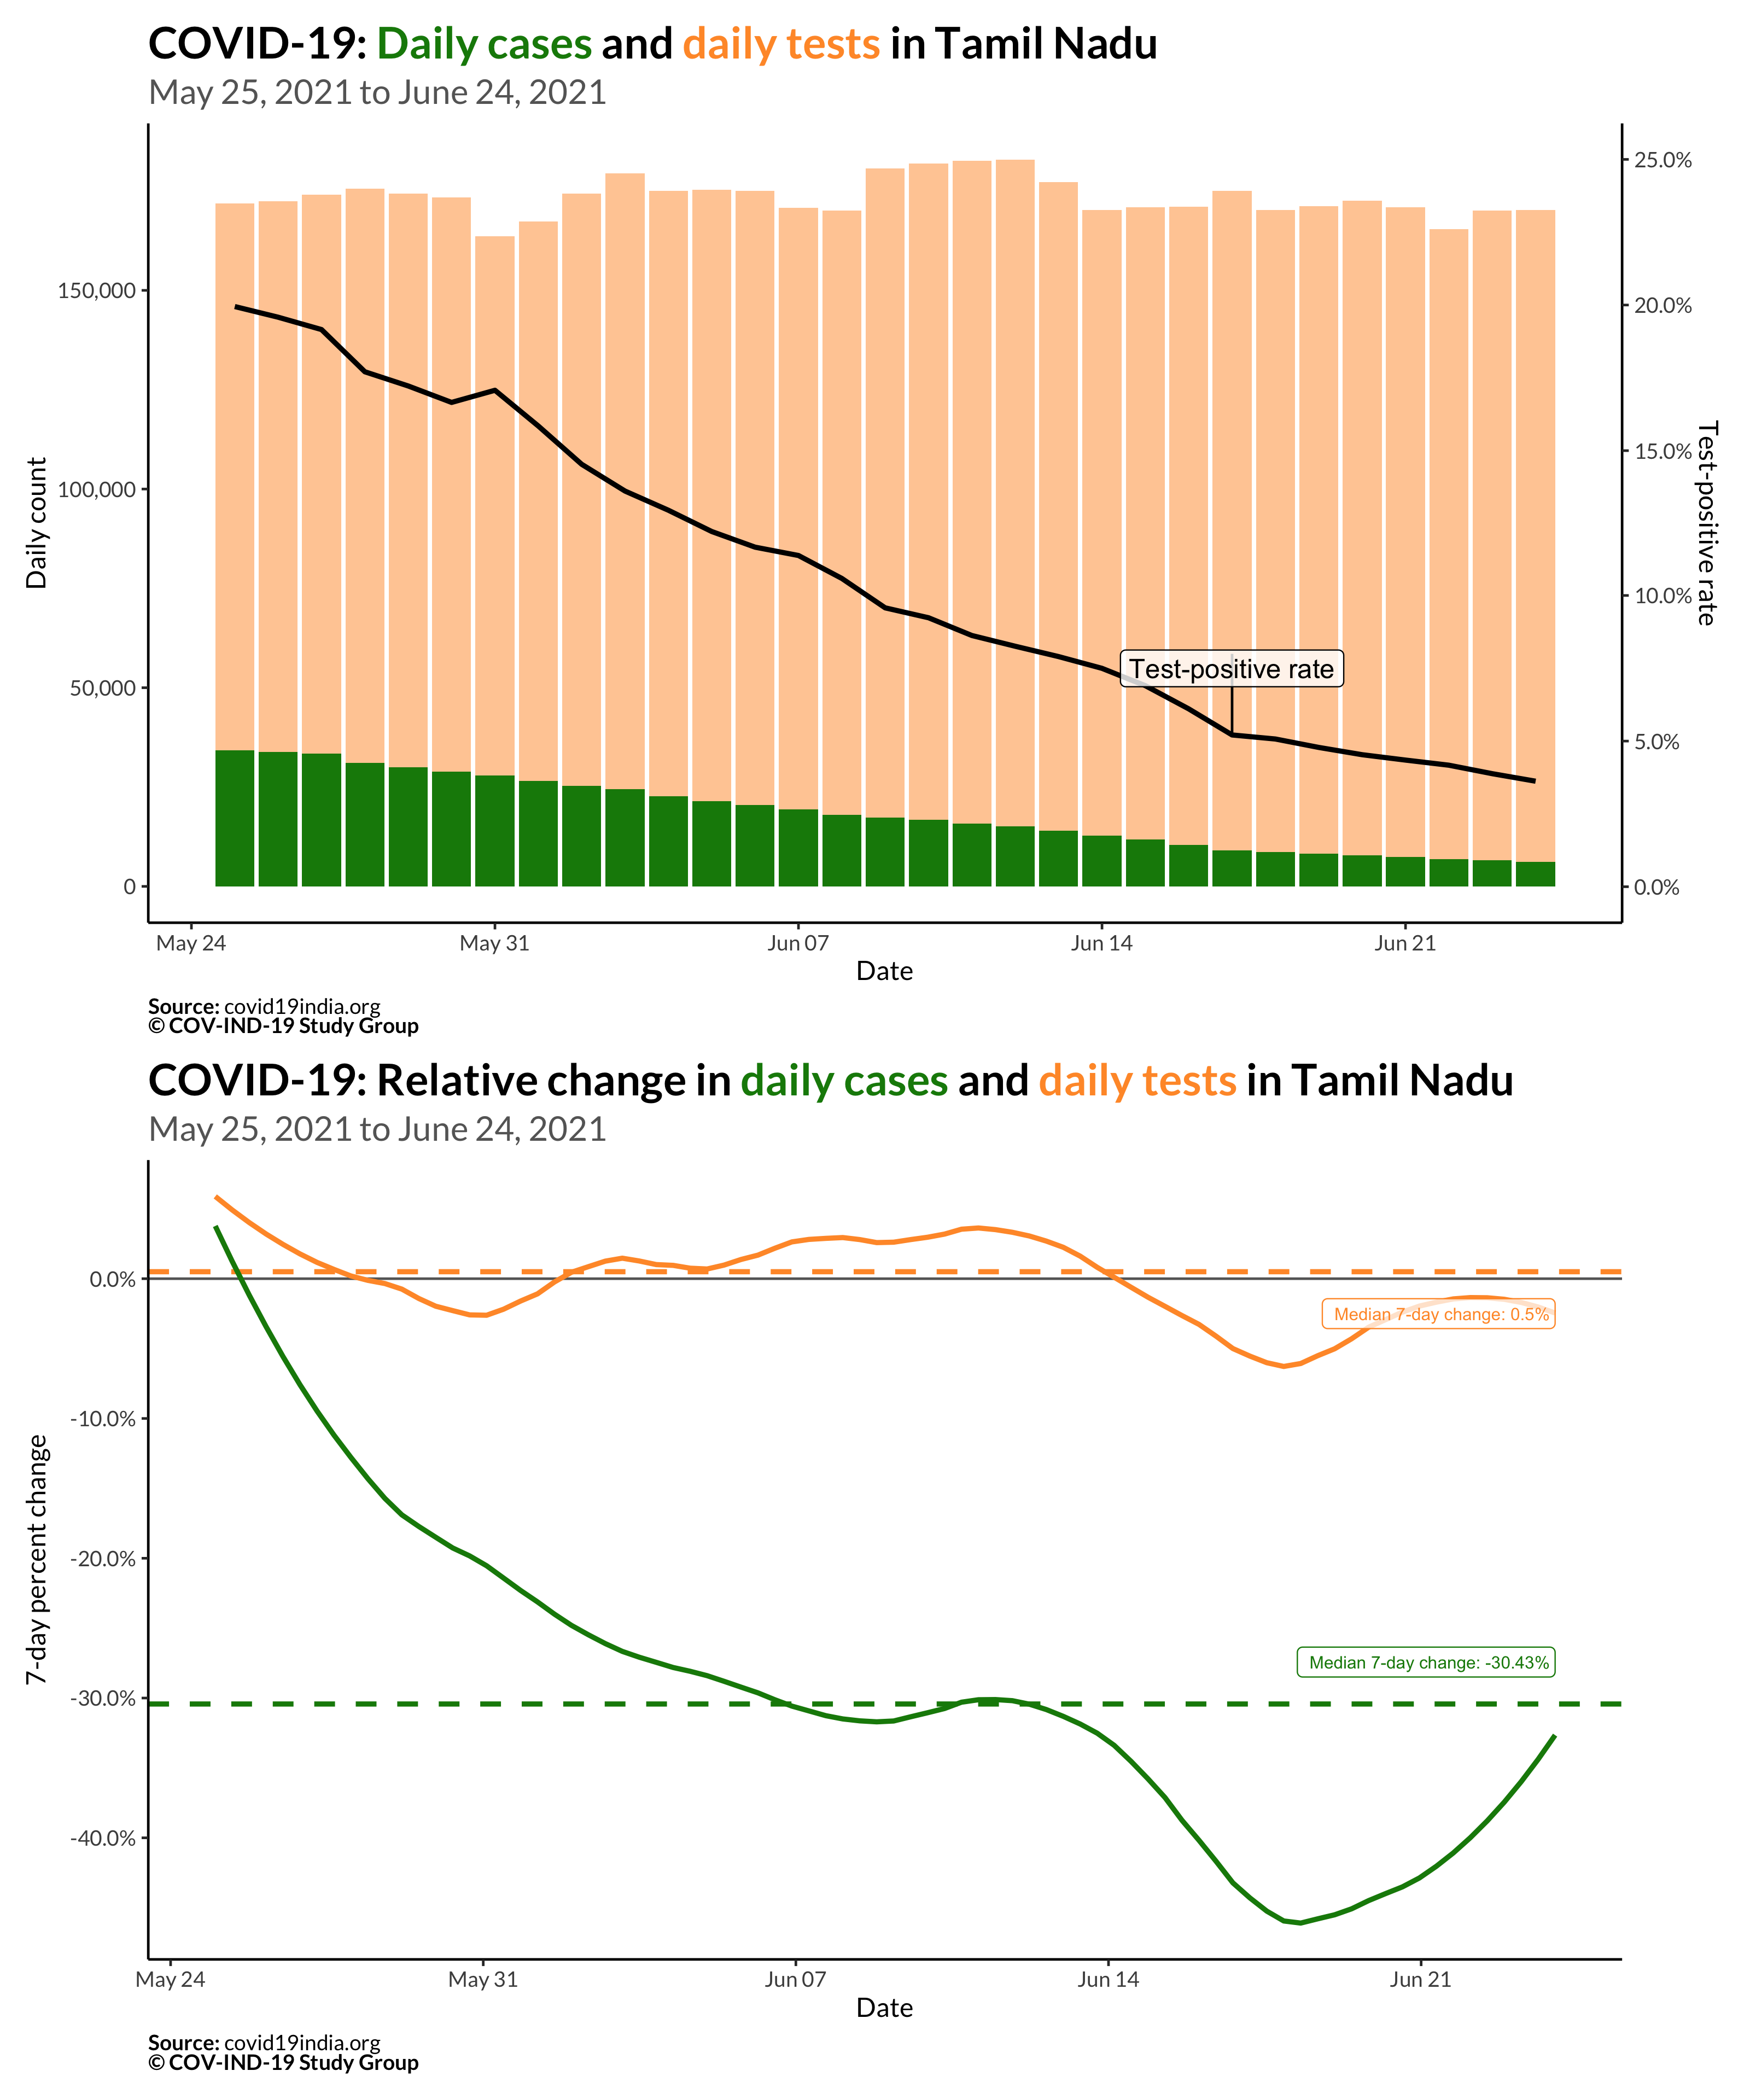 COVID-19: Daily cases and daily tests in Tamil Nadu
May 25, 2021 to June 24, 2021
Daily count
150,000
100,000
50,000
0
25.0%
20.0%
15.0%
10.0%
5.0%
0.0%
Test-positive rate
Test-positive rate
May 24
May 31
Jun 07
Jun 14
Jun 21
Date
Source: covid19india.org
© COV-IND-19 Study Group
COVID-19: Relative change in daily cases and daily tests in Tamil Nadu
May 25, 2021 to June 24, 2021
7-day percent change
0.0%
-10.0%
-20.0%
-30.0%
-40.0%
Median 7-day change: 0.5%
Median 7-day change: -30.43%
May 24
May 31
Jun 07
Jun 14
Jun 21
Date
Source: covid19india.org
© COV-IND-19 Study Group